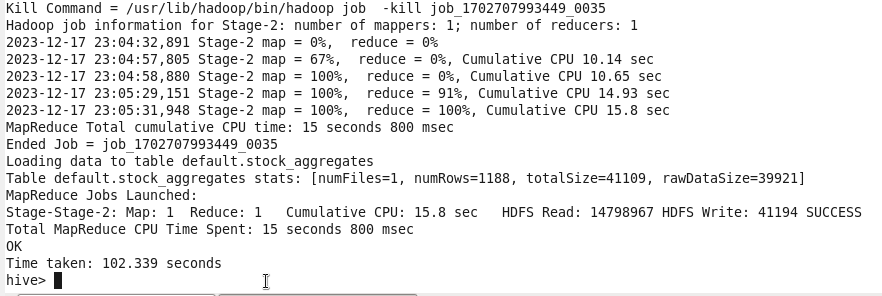 Kill Command = /usr/lib/hadoop/bin/hadoop job  -kill job_1702707993449_0035
Hadoop job information for Stage-2: number of mappers: 1; number of reducers: 1
2023-12-17 23:04:32,891 Stage-2 map = 0%,  reduce = 0%
2023-12-17 23:04:57,805 Stage-2 map = 67%,  reduce = 0%, Cumulative CPU 10.14 sec
2023-12-17 23:04:58,880 Stage-2 map = 100%,  reduce = 0%, Cumulative CPU 10.65 sec
2023-12-17 23:05:29,151 Stage-2 map = 100%,  reduce = 91%, Cumulative CPU 14.93 sec
2023-12-17 23:05:31,948 Stage-2 map = 100%,  reduce = 100%, Cumulative CPU 15.8 sec
MapReduce Total cumulative CPU time: 15 seconds 800 msec
Ended Job = job_1702707993449_0035
Loading data to table default.stock_aggregates
Table default.stock_aggregates stats: [numFiles=1, numRows=1188, totalSize=41109, rawDataSize=39921]
MapReduce Jobs Launched:
Stage-Stage-2: Map: 1  Reduce: 1   Cumulative CPU: 15.8 sec   HDFS Read: 14798967 HDFS Write: 41194 SUCCESS
Total MapReduce CPU Time Spent: 15 seconds 800 msec
OK
Time taken: 102.339 seconds
hive>